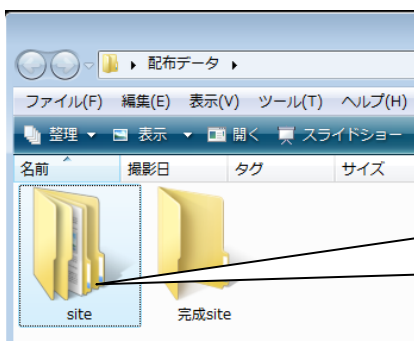 配布データ
ファイル(F) 編集(E) 表示(V) ツール(T) ヘルプ(H)
整理 表示 開く スライドショー
名前 撮影日 タグ サイズ
site 完成site